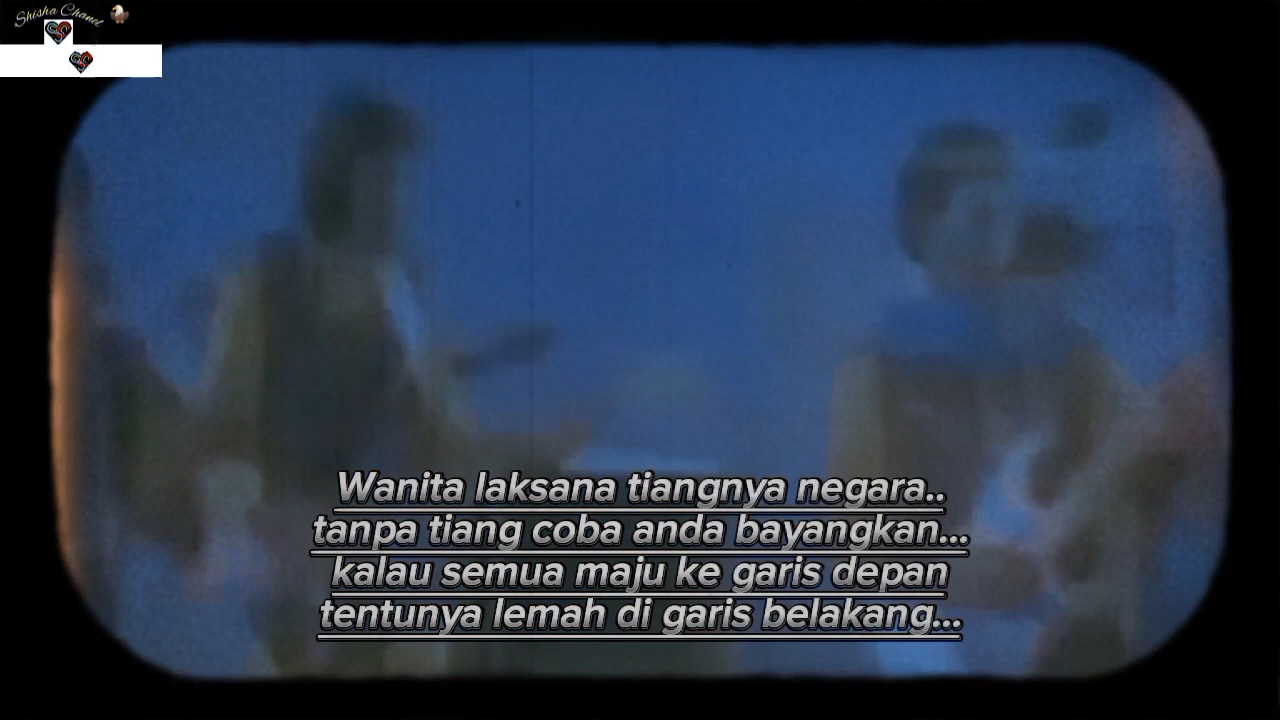 Shisha Chanel
Wanita laksana tiangnya negara..
tanpa tiang coba anda bayangkan...
kalau semua maju ke garis depan
tentunya lemah di garis belakang...